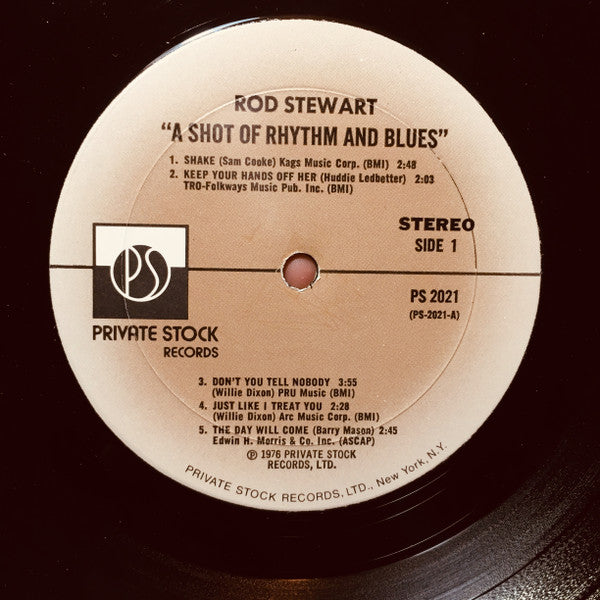 ROD STEWART
"A SHOT OF RHYTHM AND BLUES"
1. SHAKE (Sam Cooke) Kags Music Corp. (BMI) 2:48
2. KEEP YOUR HANDS OFF HER (Huddie Ledbetter) 2:03
TRO-Folkways Music Pub. Inc. (BMI)
STEREO
SIDE 1
PS
PRIVATE STOCK
RECORDS
PS 2021
(PS-2021-A)
3. DON'T YOU TELL NOBODY 3:55
(Willie Dixon) PRU Music (BMI)
4. JUST LIKE I TREAT YOU 2:28
(Willie Dixon) Arc Music Corp. (BMI)
5. THE DAY WILL COME (Barry Mason) 2:45
Edwin H. Morris & Co. Inc. (ASCAP)
℗ 1976 PRIVATE STOCK
RECORDS, LTD.
PRIVATE STOCK RECORDS, LTD., New York, N.Y.